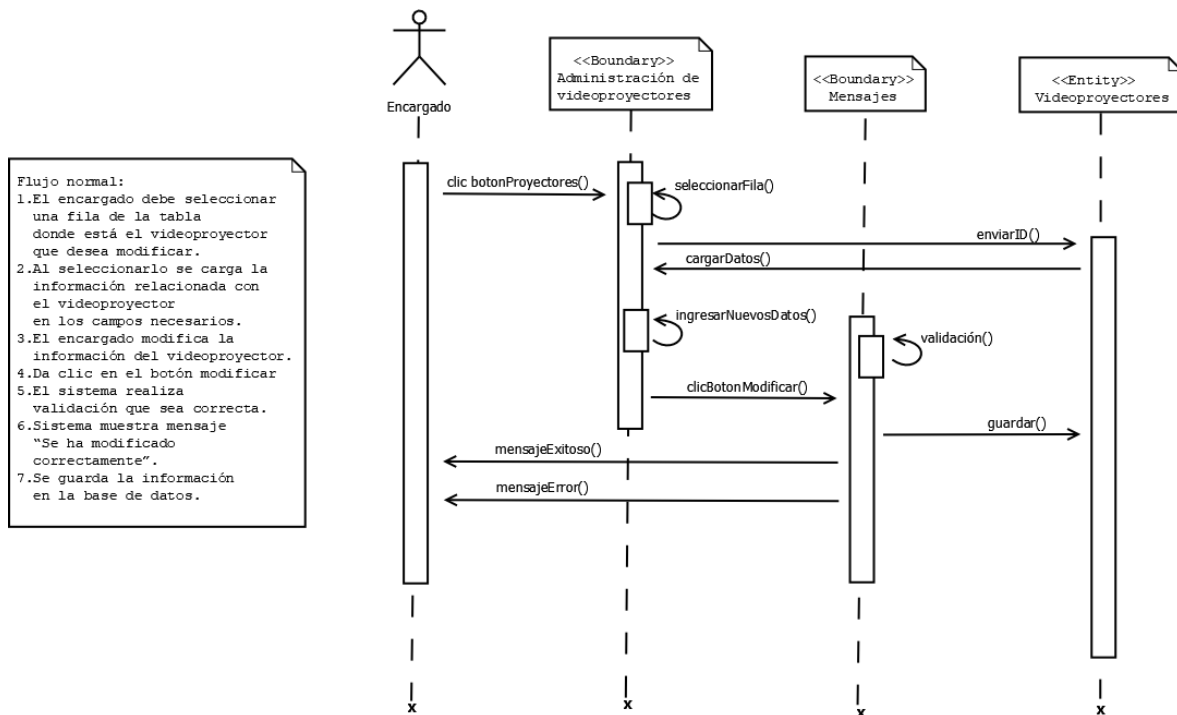 <<Boundary>>
Administración de
videoproyectores
<<Boundary>>
Mensajes
<<Entity>>
Videoproyectores
Encargado
Flujo normal:
1.El encargado debe seleccionar
una fila de la tabla
donde está el videoproyector
que desea modificar.
2.Al seleccionarlo se carga la
información relacionada con
el videoproyector
en los campos necesarios.
3.El encargado modifica la
información del videoproyector.
4.Da clic en el botón modificar
5.El sistema realiza
validación que sea correcta.
6.Sistema muestra mensaje
“Se ha modificado
correctamente”.
7.Se guarda la información
en la base de datos.
clic botonProyectores()
seleccionarFila()
enviarID()
cargarDatos()
ingresarNuevosDatos()
validación()
clicBotonModificar()
guardar()
mensajeExitoso()
mensajeError()
x
x
x
x